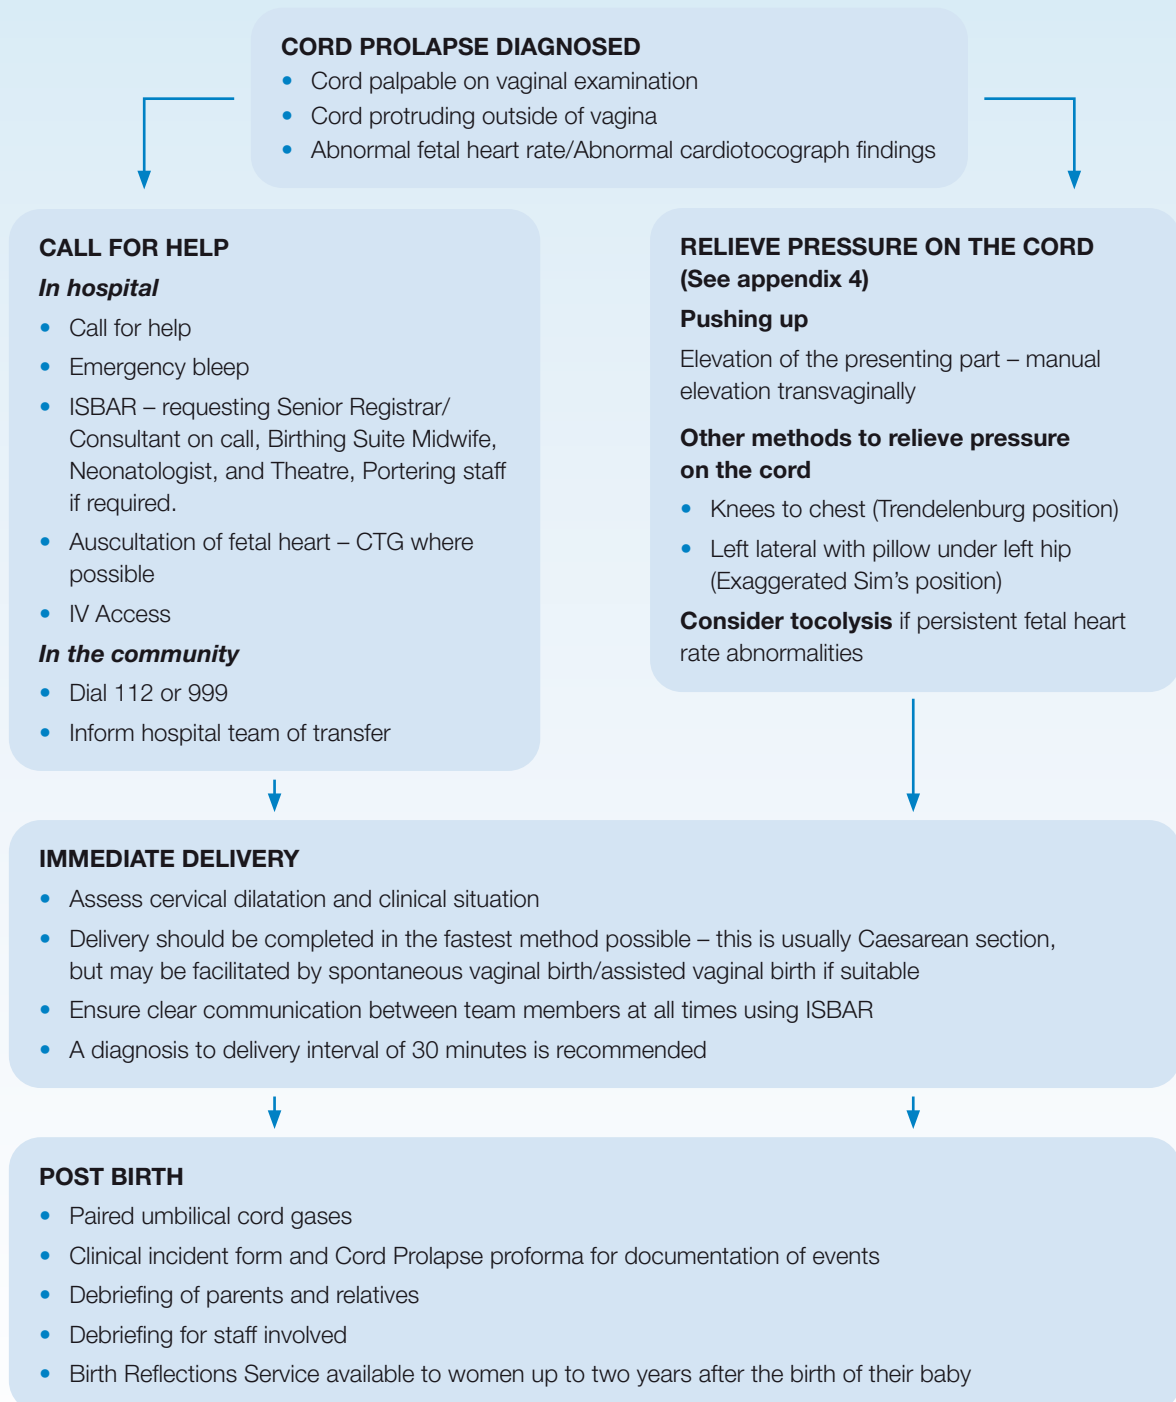 CORD PROLAPSE DIAGNOSED
• Cord palpable on vaginal examination
• Cord protruding outside of vagina
• Abnormal fetal heart rate/Abnormal cardiotocograph findings
CALL FOR HELP
In hospital
• Call for help
• Emergency bleep
• ISBAR – requesting Senior Registrar/
Consultant on call, Birthing Suite Midwife,
Neonatologist, and Theatre, Portering staff
if required.
• Auscultation of fetal heart – CTG where
possible
• IV Access
In the community
• Dial 112 or 999
• Inform hospital team of transfer
RELIEVE PRESSURE ON THE CORD
(See appendix 4)
Pushing up
Elevation of the presenting part – manual
elevation transvaginally
Other methods to relieve pressure
on the cord
• Knees to chest (Trendelenburg position)
• Left lateral with pillow under left hip
(Exaggerated Sim’s position)
Consider tocolysis if persistent fetal heart
rate abnormalities
IMMEDIATE DELIVERY
• Assess cervical dilatation and clinical situation
• Delivery should be completed in the fastest method possible – this is usually Caesarean section,
but may be facilitated by spontaneous vaginal birth/assisted vaginal birth if suitable
• Ensure clear communication between team members at all times using ISBAR
• A diagnosis to delivery interval of 30 minutes is recommended
POST BIRTH
• Paired umbilical cord gases
• Clinical incident form and Cord Prolapse proforma for documentation of events
• Debriefing of parents and relatives
• Debriefing for staff involved
• Birth Reflections Service available to women up to two years after the birth of their baby